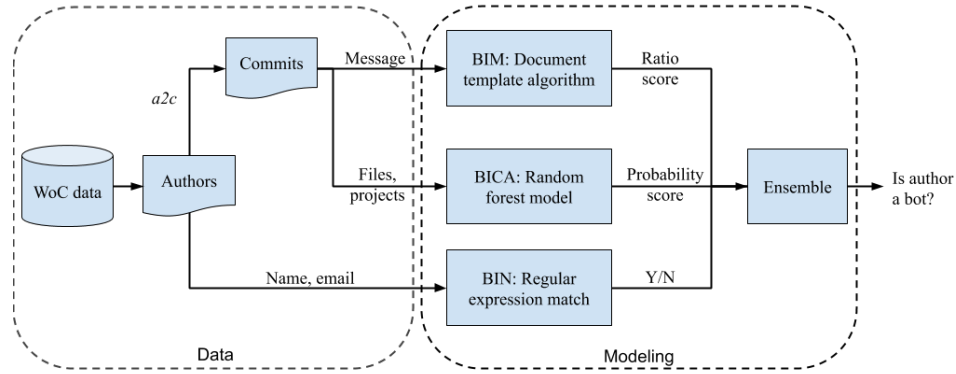 Commits
Message
BIM: Document
template algorithm
Ratio
score
a2c
WoC data
Authors
Files,
projects
BICA: Random
forest model
Probability
score
Ensemble
Is author
a bot?
Name, email
BIN: Regular
expression match
Y/N
Data
Modeling